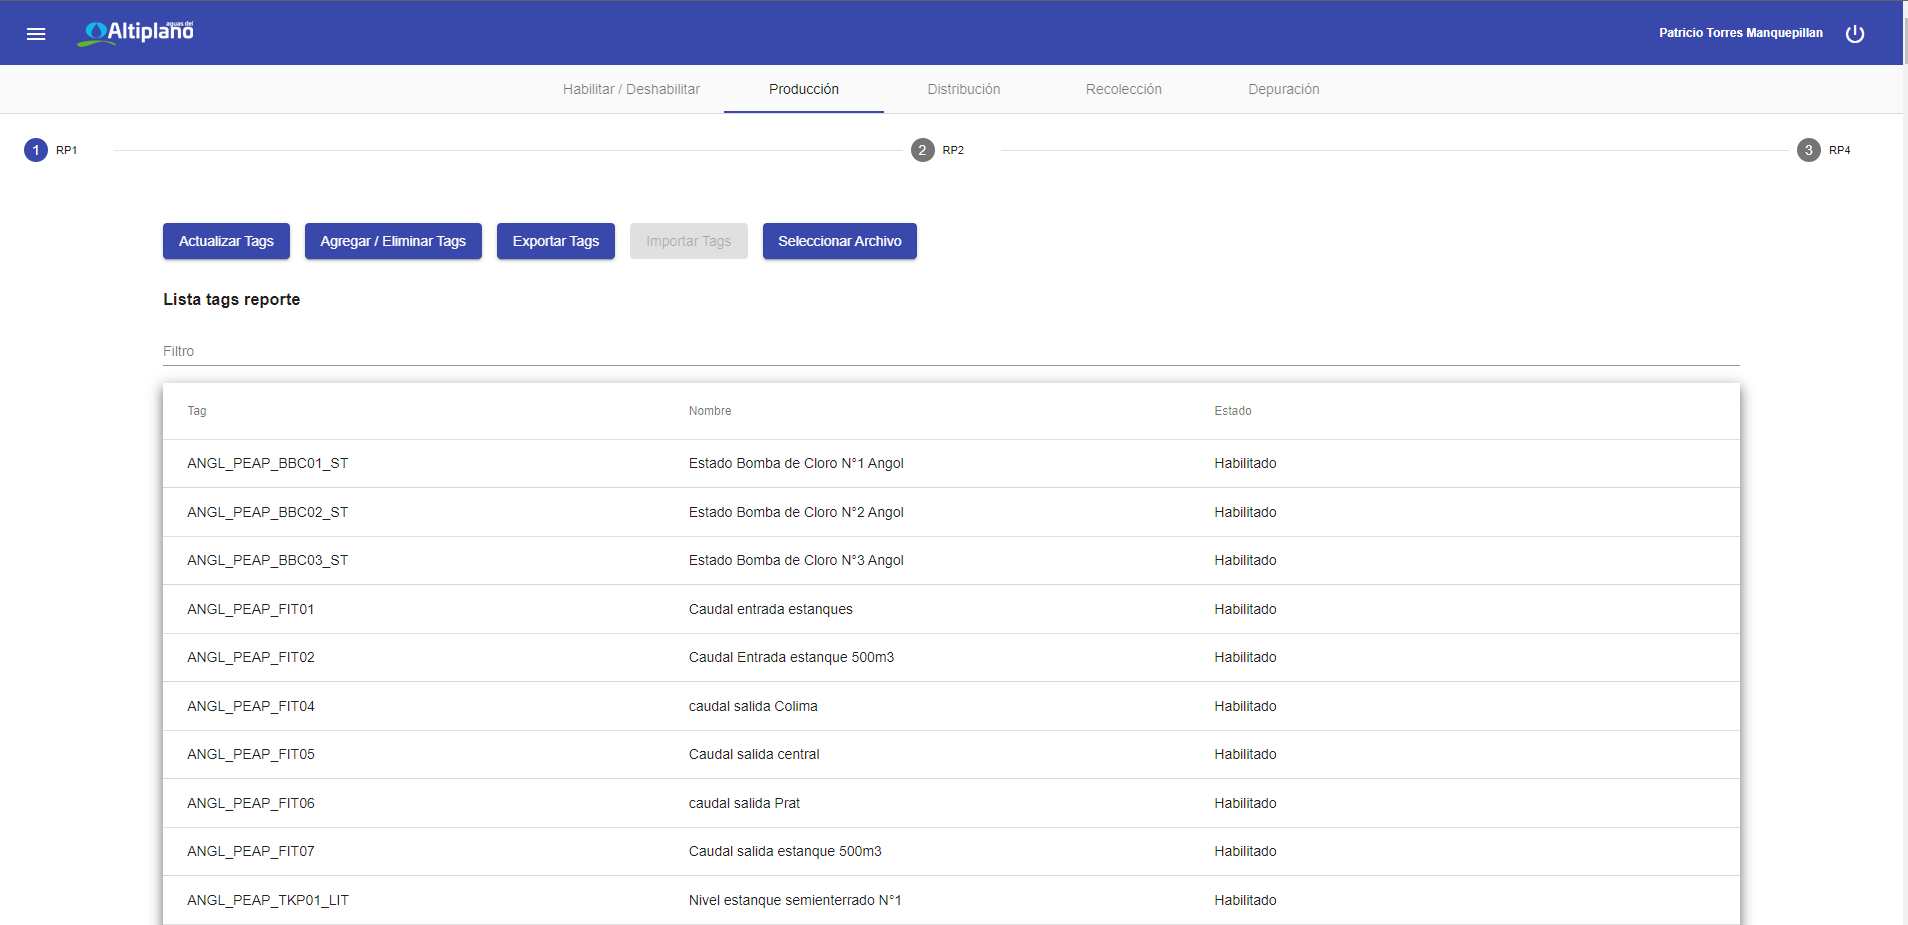 aguas del
Altiplano
Patricio Torres Manquepillan
Habilitar / Deshabilitar Producción Distribución Recolección Depuración
1 RP1 2 RP2 3 RP4
Actualizar Tags Agregar / Eliminar Tags Exportar Tags Importar Tags Seleccionar Archivo
Lista tags reporte
Filtro
Tag Nombre Estado
ANGL_PEAP_BBC01_ST Estado Bomba de Cloro N°1 Angol Habilitado
ANGL_PEAP_BBC02_ST Estado Bomba de Cloro N°2 Angol Habilitado
ANGL_PEAP_BBC03_ST Estado Bomba de Cloro N°3 Angol Habilitado
ANGL_PEAP_FIT01 Caudal entrada estanques Habilitado
ANGL_PEAP_FIT02 Caudal Entrada estanque 500m3 Habilitado
ANGL_PEAP_FIT04 caudal salida Colima Habilitado
ANGL_PEAP_FIT05 Caudal salida central Habilitado
ANGL_PEAP_FIT06 caudal salida Prat Habilitado
ANGL_PEAP_FIT07 Caudal salida estanque 500m3 Habilitado
ANGL_PEAP_TKP01_LIT Nivel estanque semienterrado N°1 Habilitado